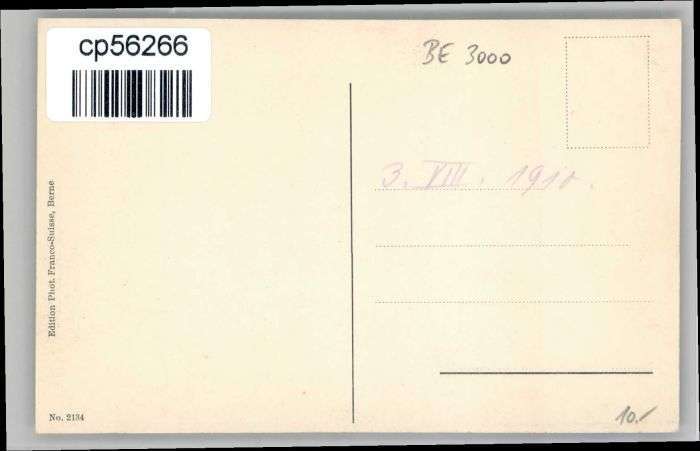 cp56266
BE 3000
3. VIII. 1910.
Edition Phot. Franco-Suisse, Berne
No. 2134
10.-